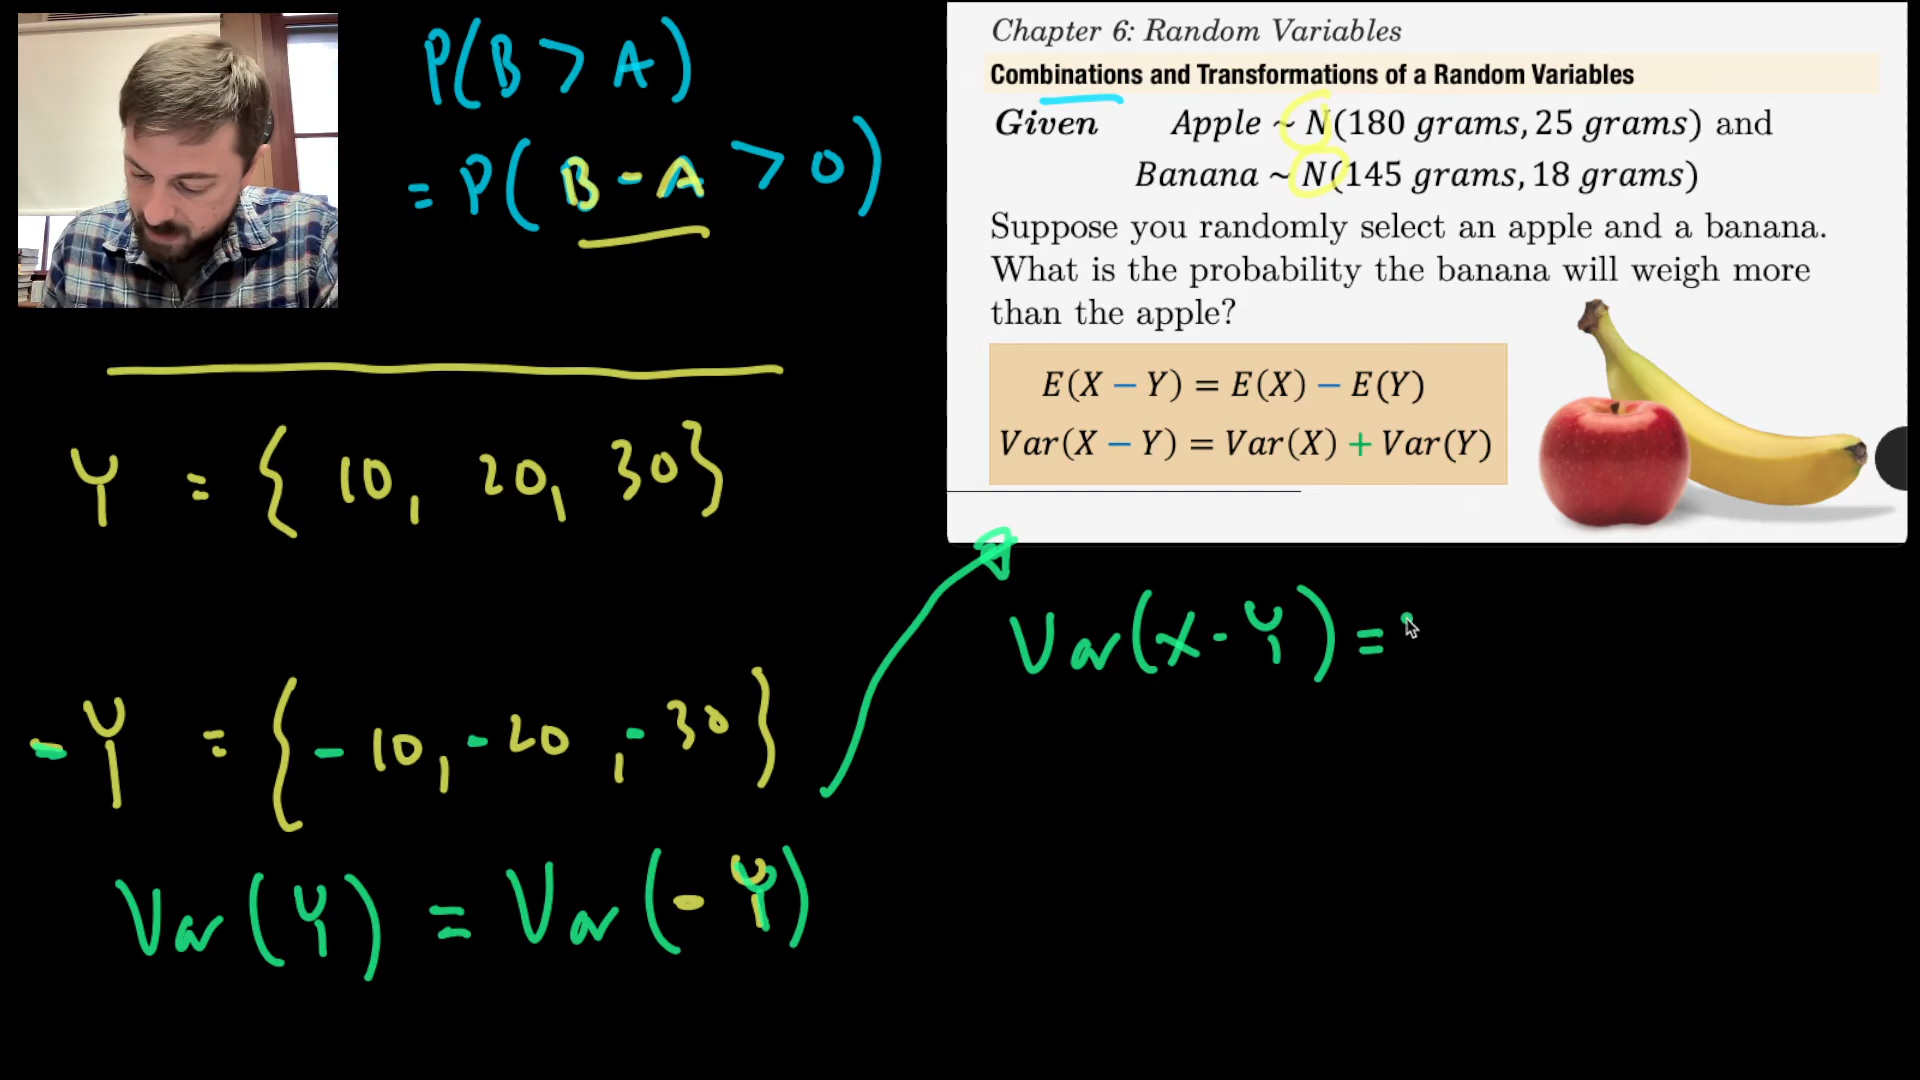 P(B > A)
= P(B - A > 0)
Chapter 6: Random Variables
Combinations and Transformations of a Random Variables
Given Apple ~ N(180 grams, 25 grams) and
Banana ~ N(145 grams, 18 grams)
Suppose you randomly select an apple and a banana.
What is the probability the banana will weigh more
than the apple?
E(X − Y) = E(X) − E(Y)
Var(X − Y) = Var(X) + Var(Y)
Y = { 10, 20, 30}
-Y = {-10, -20, -30}
Var(Y) = Var(-Y)
Var(X-Y) =